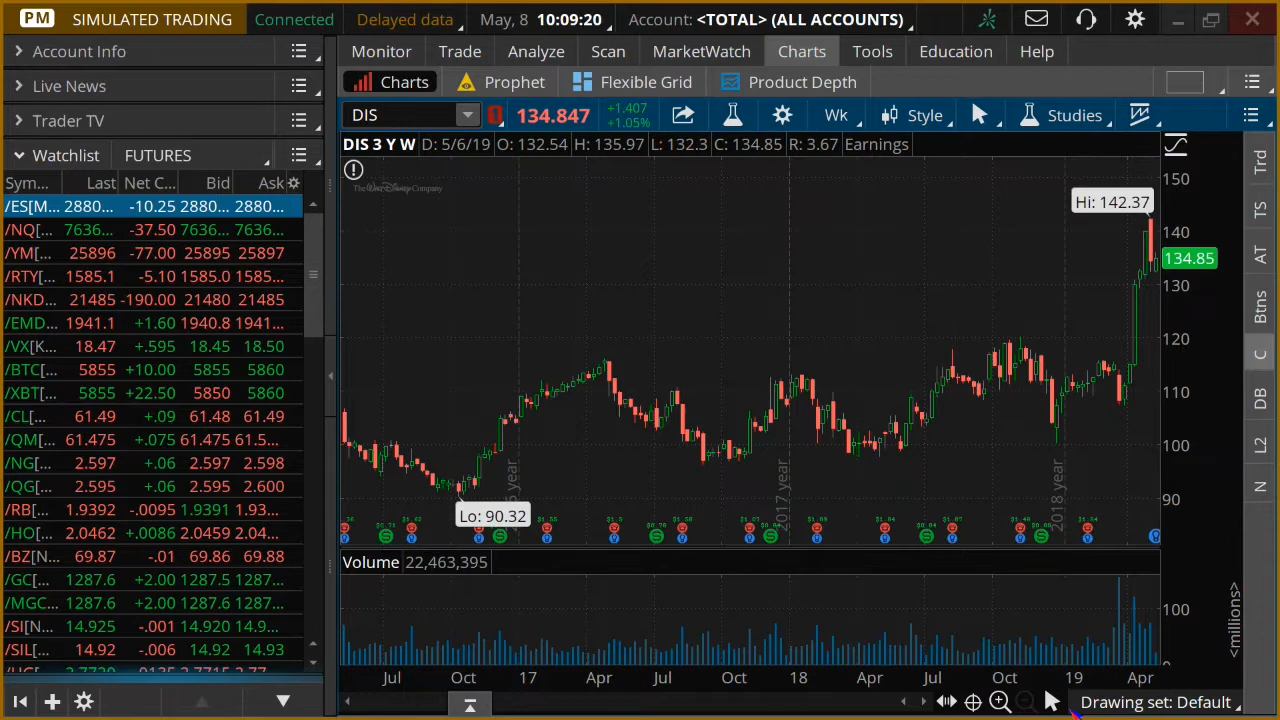 PM SIMULATED TRADING Connected Delayed data May, 8 10:09:20 Account: <TOTAL> (ALL ACCOUNTS)
Account Info
Live News
Trader TV
Watchlist FUTURES
Sym... Last Net C... Bid Ask
/ES[M... 2880... -10.25 2880... 2880...
/NQ[... 7636... -37.50 7635... 7636...
/YM[... 25896 -77.00 25895 25897
/RTY[... 1585.1 -5.10 1585.0 1585...
/NKD... 21485 -190.00 21480 21485
/EMD... 1941.1 +1.60 1940.8 1941...
/VX[K... 18.47 +.595 18.45 18.50
/BTC[... 5855 +10.00 5855 5860
/XBT[... 5855 +22.50 5850 5860
/CL[... 61.49 +.09 61.48 61.49
/QM[... 61.475 +.075 61.475 61.5...
/NG[... 2.597 +.06 2.597 2.598
/QG[... 2.595 +.06 2.595 2.600
/RB[... 1.9392 -.0095 1.9391 1.93...
/HO[... 2.0462 +.0086 2.0459 2.04...
/BZ[N... 69.87 -.01 69.86 69.88
/GC[... 1287.6 +2.00 1287.5 1287...
/MGC... 1287.6 +2.00 1287.6 1287...
/SI[N... 14.925 -.001 14.920 14.9...
/SIL[... 14.92 -.006 14.92 14.93
Monitor Trade Analyze Scan MarketWatch Charts Tools Education Help
Charts Prophet Flexible Grid Product Depth
DIS 1 134.847 +1.407 +1.05% Wk Style Studies
DIS 3 Y W D: 5/6/19 O: 132.54 H: 135.97 L: 132.3 C: 134.85 R: 3.67 Earnings
The Walt Disney Company
150
Hi: 142.37
140
134.85
130
120
110
100
90
Lo: 90.32
2017 year
2018 year
Volume 22,463,395
100
<millions>
Jul Oct 17 Apr Jul Oct 18 Apr Jul Oct 19 Apr
Drawing set: Default
Trd
TS
AT
Btns
C
DB
L2
N